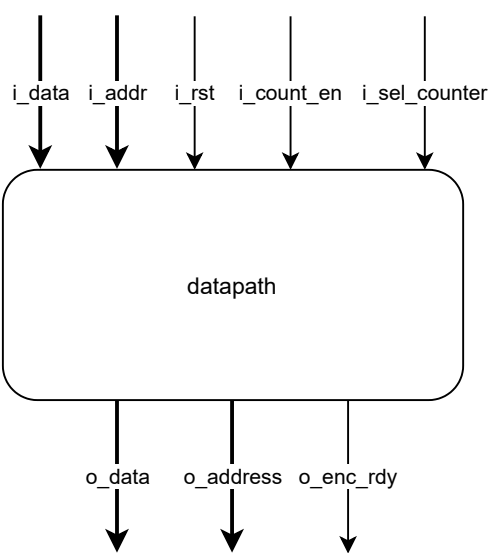 i_data i_addr i_rst i_count_en i_sel_counter
datapath
o_data o_address o_enc_rdy